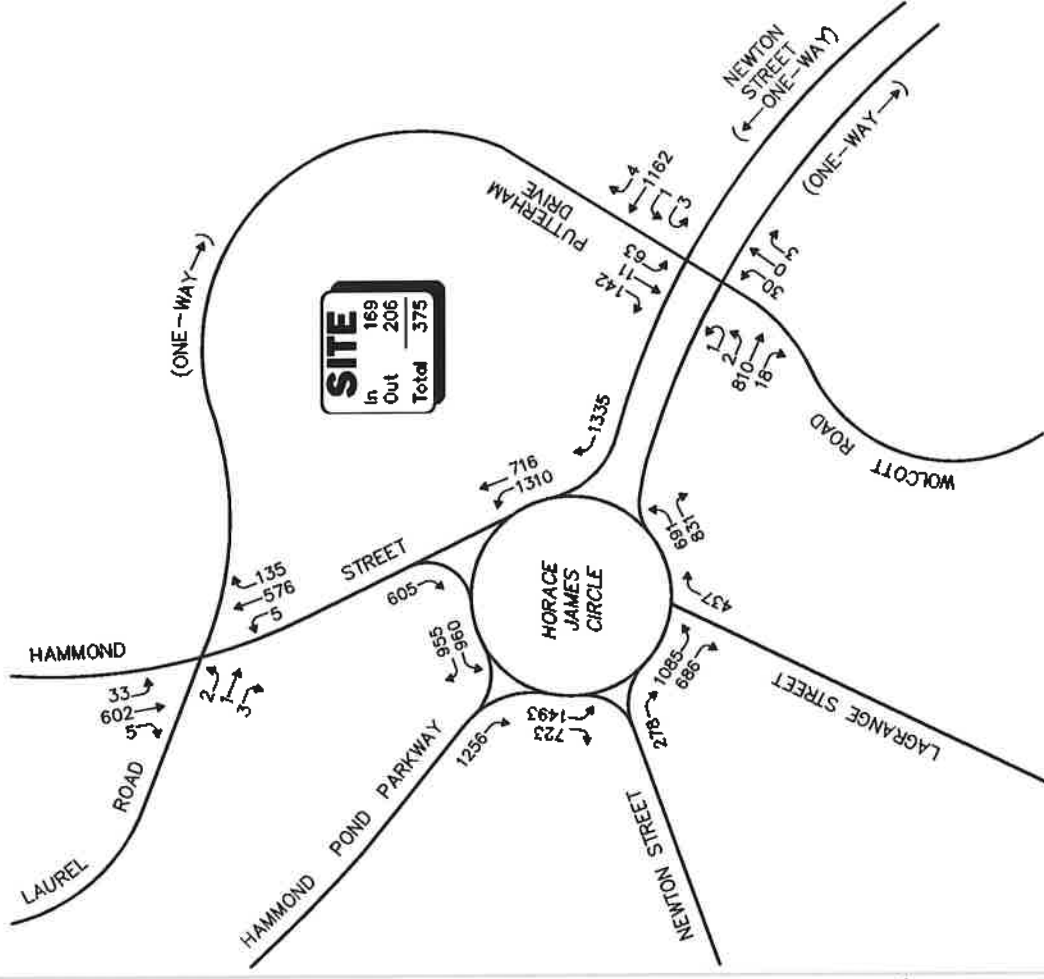 NEWTON
STREET
(←ONE-WAY)
(ONE-WAY→)
4
1162
1
3
PUTTERHAM
DRIVE
63
11
142
30
0
3
1
2
810
18
WOLCOTT ROAD
(ONE-WAY→)
SITE
In 169
Out 206
Total 375
1335
716
1310
691
831
437
135
576
5
HAMMOND STREET
33
602
5
2
1
3
605
955
960
HORACE
JAMES
CIRCLE
1085
686
LAGRANGE STREET
278
723
1493
1256
NEWTON STREET
HAMMOND POND PARKWAY
LAUREL ROAD